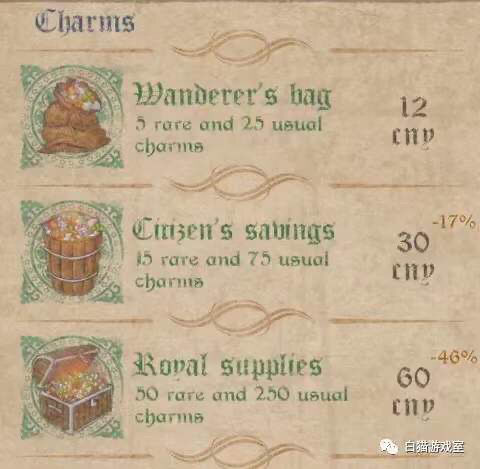 Charms
Wanderer's bag
5 rare and 25 usual
charms
12
cny
Citizen's savings
15 rare and 75 usual
charms
-17%
30
cny
Royal supplies
50 rare and 250 usual
charms
-46%
60
cny
白猫游戏室